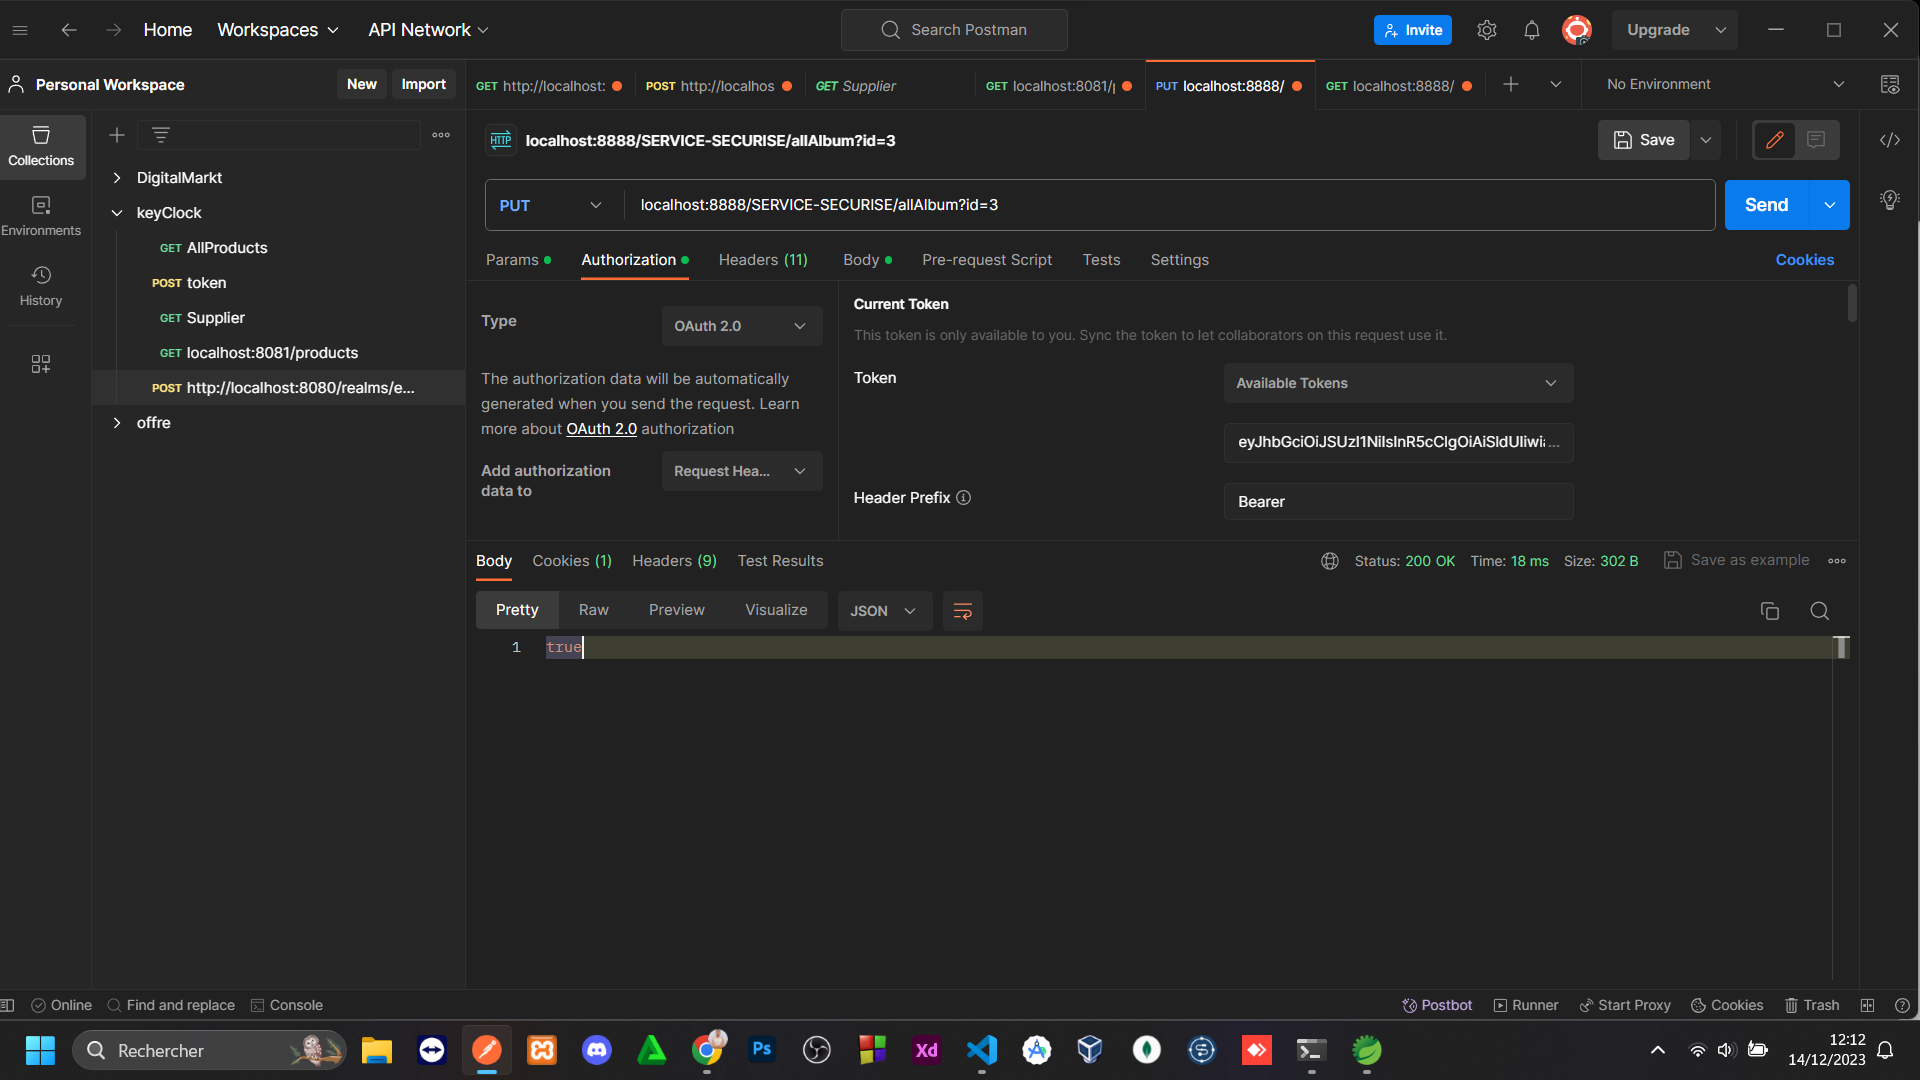 Home
Workspaces
API Network
Search Postman
Invite
Upgrade
Personal Workspace
New
Import
GET http://localhost:
POST http://localhos
GET Supplier
GET localhost:8081/
PUT localhost:8888/
GET localhost:8888/
No Environment
Collections
Environments
History
DigitalMarkt
keyClock
GET AllProducts
POST token
GET Supplier
GET localhost:8081/products
POST http://localhost:8080/realms/e...
offre
HTTP localhost:8888/SERVICE-SECURISE/allAlbum?id=3
Save
PUT
localhost:8888/SERVICE-SECURISE/allAlbum?id=3
Send
Params
Authorization
Headers (11)
Body
Pre-request Script
Tests
Settings
Cookies
Type
OAuth 2.0
The authorization data will be automatically
generated when you send the request. Learn
more about OAuth 2.0 authorization
Add authorization
data to
Request Hea...
Current Token
This token is only available to you. Sync the token to let collaborators on this request use it.
Token
Available Tokens
Header Prefix
Bearer
Body
Cookies (1)
Headers (9)
Test Results
Status: 200 OK
Time: 18 ms
Size: 302 B
Save as example
Pretty
Raw
Preview
Visualize
JSON
1 true
Online
Find and replace
Console
Postbot
Runner
Start Proxy
Cookies
Trash
Rechercher
Ps
Xd
12:12
14/12/2023